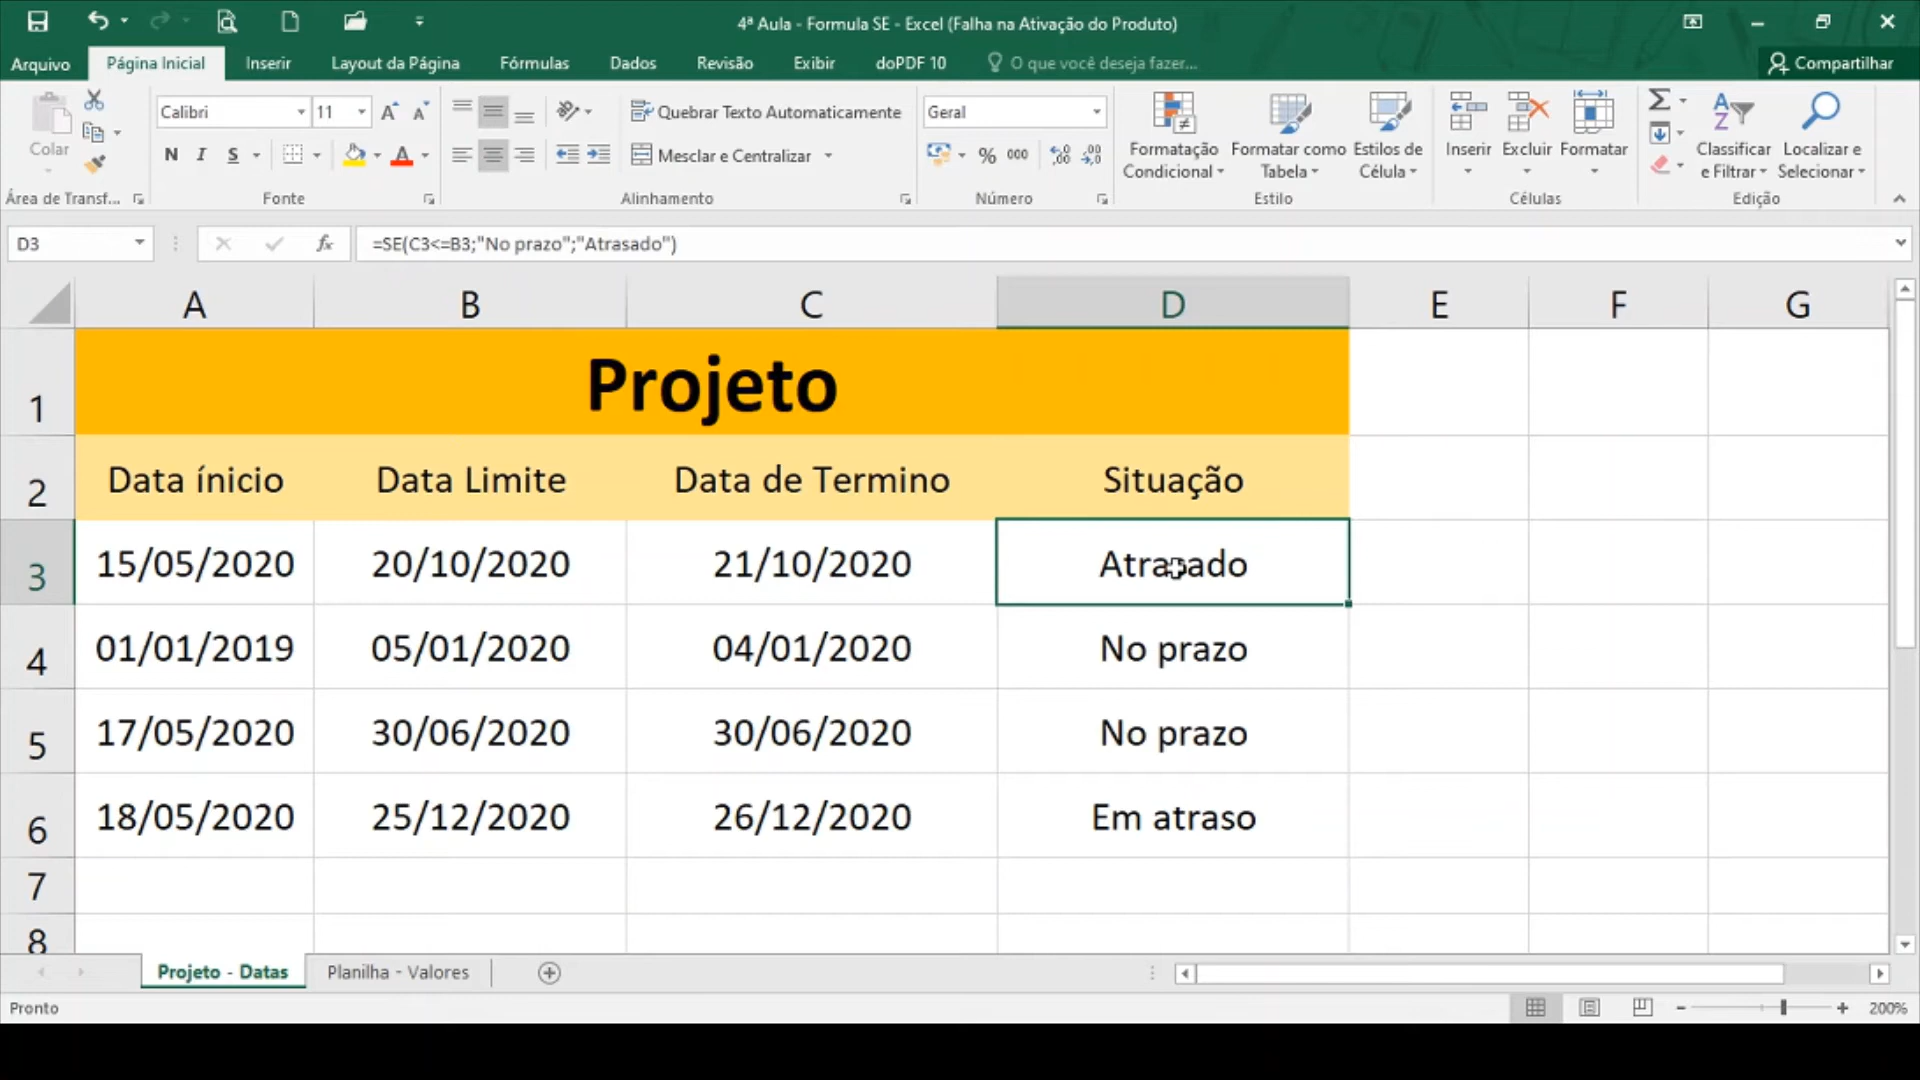 4ª Aula - Formula SE - Excel (Falha na Ativação do Produto)
Arquivo Página Inicial Inserir Layout da Página Fórmulas Dados Revisão Exibir doPDF 10 O que você deseja fazer... Compartilhar
Colar
Calibri 11
N I S
Quebrar Texto Automaticamente
Mesclar e Centralizar
Geral
% 000
Formatação Condicional
Formatar como Tabela
Estilos de Célula
Inserir Excluir Formatar
Classificar e Filtrar
Localizar e Selecionar
Área de Transf... Fonte Alinhamento Número Estilo Células Edição
D3 fx =SE(C3<=B3;"No prazo";"Atrasado")
A B C D E F G
1 Projeto
2 Data ínicio Data Limite Data de Termino Situação
3 15/05/2020 20/10/2020 21/10/2020 Atrasado
4 01/01/2019 05/01/2020 04/01/2020 No prazo
5 17/05/2020 30/06/2020 30/06/2020 No prazo
6 18/05/2020 25/12/2020 26/12/2020 Em atraso
7
8
Projeto - Datas Planilha - Valores
Pronto 200%